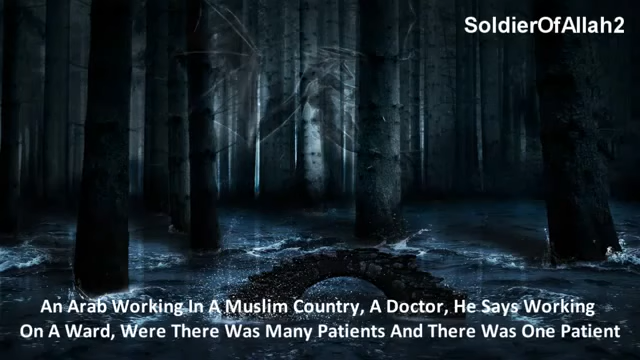 SoldierOfAllah2
An Arab Working In A Muslim Country, A Doctor, He Says Working
On A Ward, Were There Was Many Patients And There Was One Patient